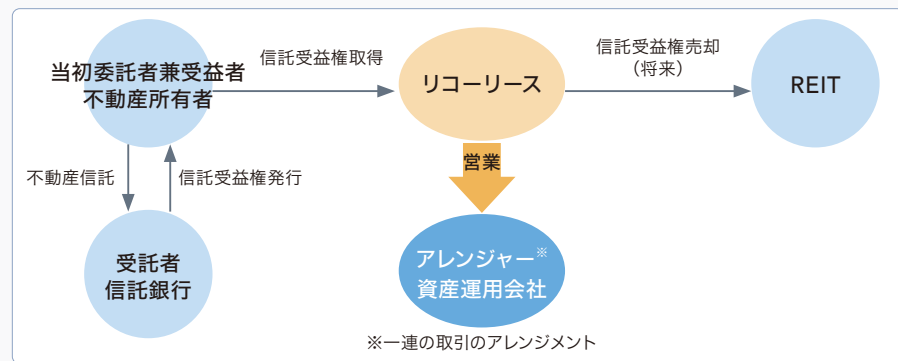 当初委託者兼受益者
不動産所有者
信託受益権取得
リコーリース
信託受益権売却
（将来）
REIT
営業
不動産信託
信託受益権発行
受託者
信託銀行
アレンジャー※
資産運用会社
※一連の取引のアレンジメント